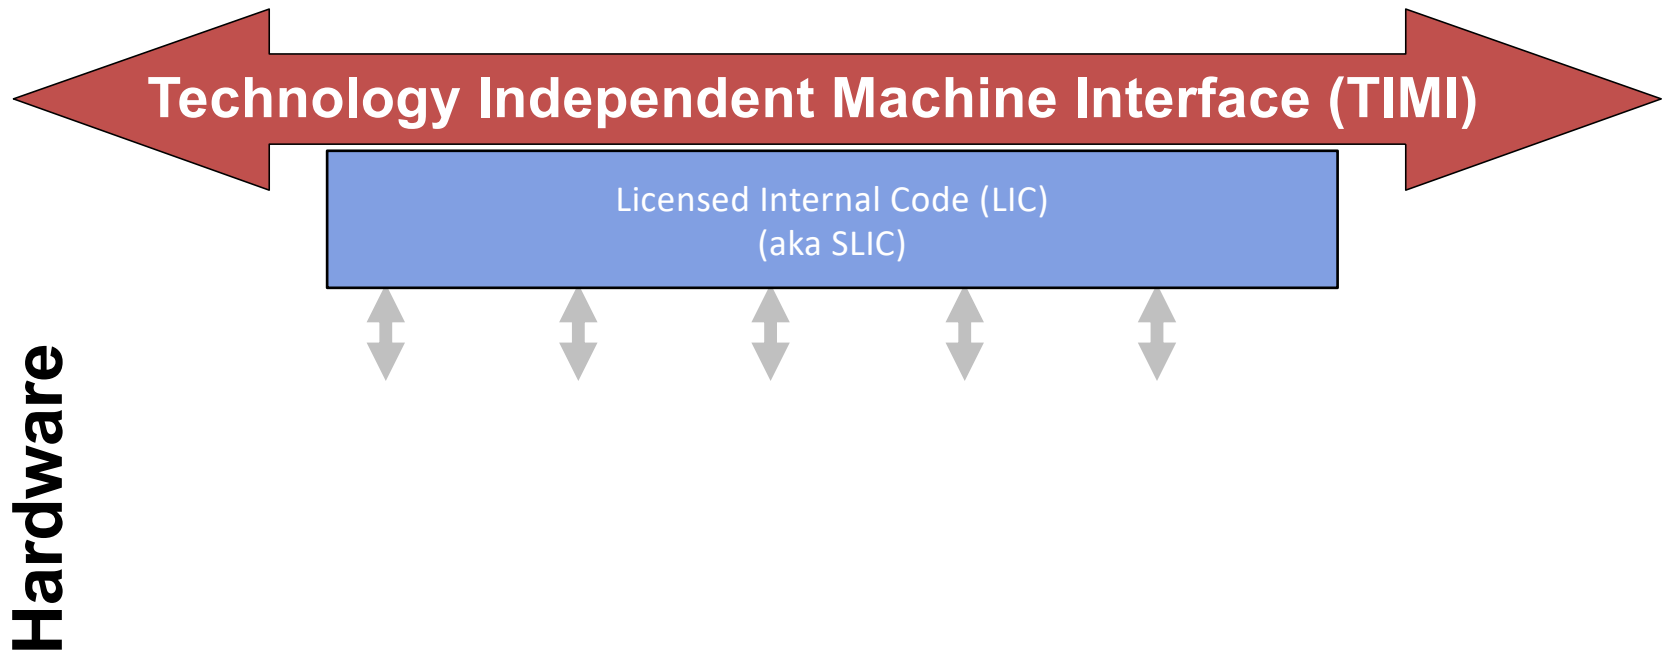 Technology Independent Machine Interface (TIMI)
Licensed Internal Code (LIC)
(aka SLIC)
Hardware